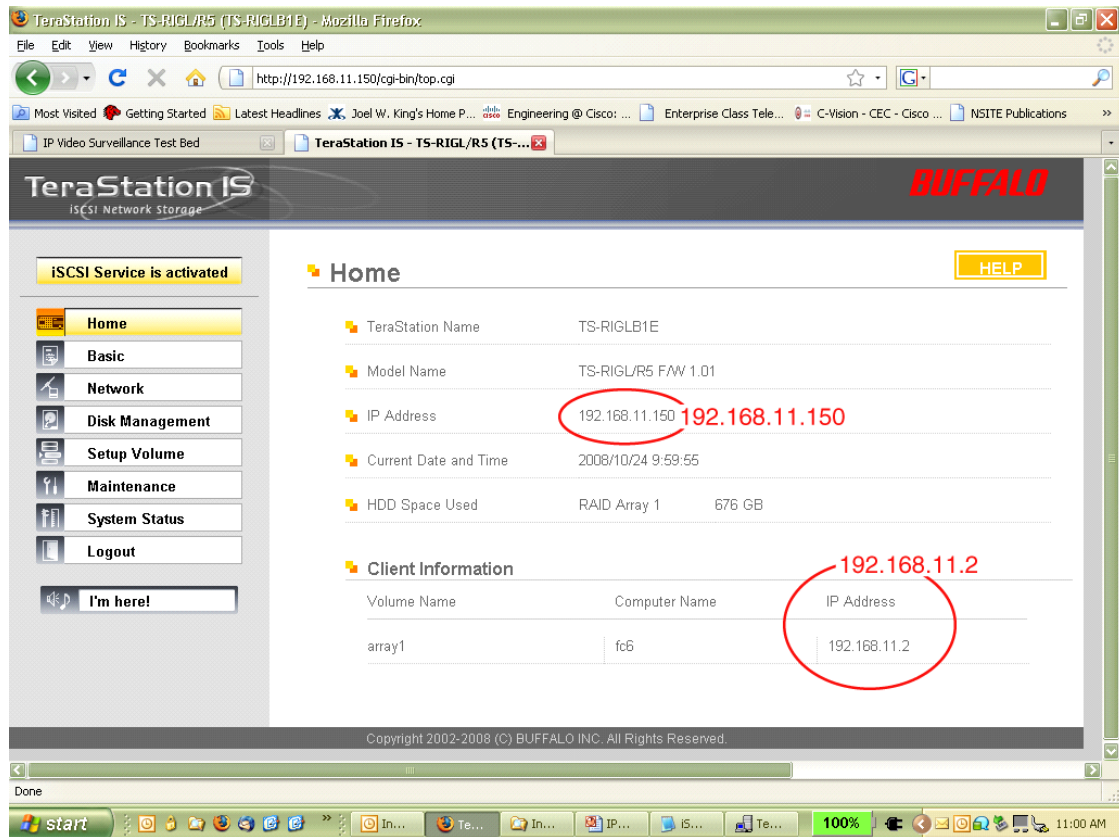 TeraStation IS - TS-RIGL/R5 (TS-RIGLB1E) - Mozilla Firefox
File Edit View History Bookmarks Tools Help
http://192.168.11.150/cgi-bin/top.cgi
G
Most Visited Getting Started Latest Headlines Joel W. King's Home P... Engineering @ Cisco: ... Enterprise Class Tele... C-Vision - CEC - Cisco ... NSITE Publications »
IP Video Surveillance Test Bed TeraStation IS - TS-RIGL/R5 (TS-...
TeraStation IS
iSCSI Network Storage
BUFFALO
iSCSI Service is activated
Home
HELP
Home
Basic
Network
Disk Management
Setup Volume
Maintenance
System Status
Logout
I'm here!
TeraStation Name TS-RIGLB1E
Model Name TS-RIGL/R5 F/W 1.01
IP Address 192.168.11.150 192.168.11.150
Current Date and Time 2008/10/24 9:59:55
HDD Space Used RAID Array 1 676 GB
192.168.11.2
Client Information
Volume Name Computer Name IP Address
array1 fc6 192.168.11.2
Copyright 2002-2008 (C) BUFFALO INC. All Rights Reserved.
Done
start » In... Te... In... IP... iS... Te... 100% 11:00 AM